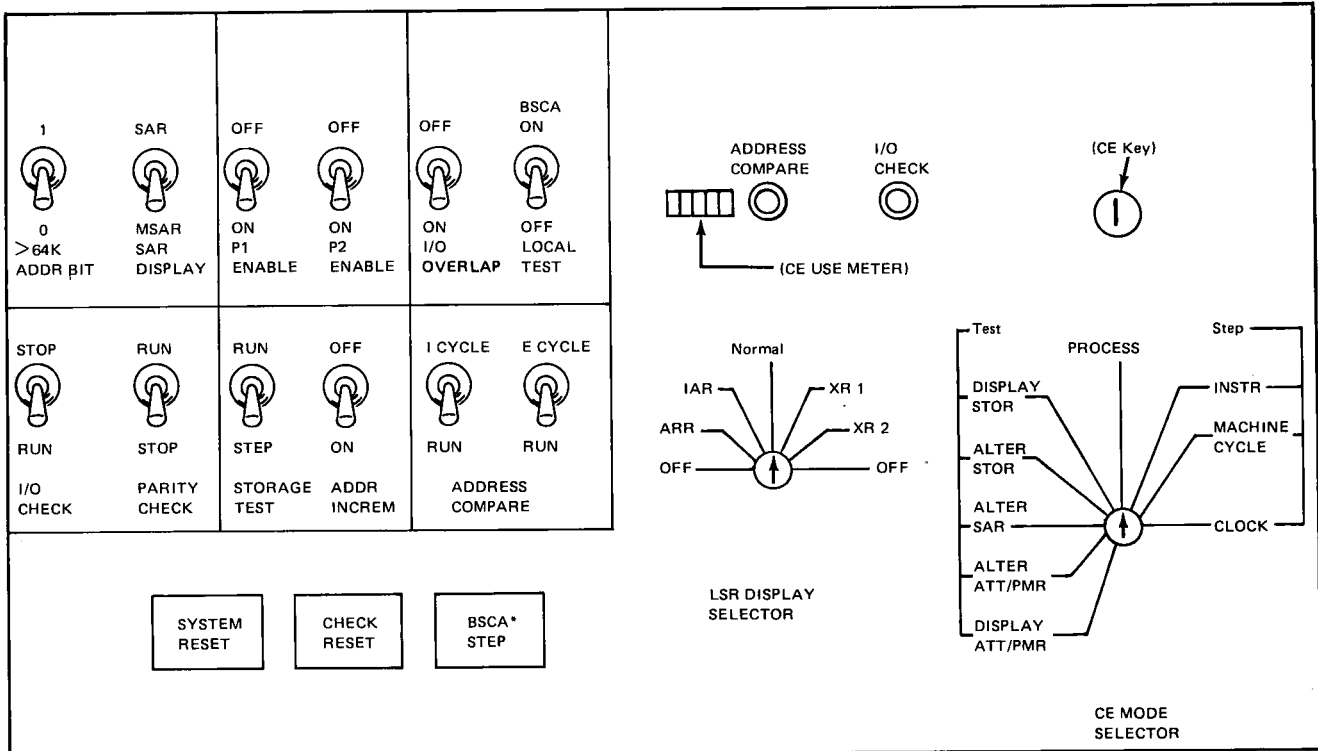 1
0
>64K
ADDR BIT
SAR
MSAR
SAR
DISPLAY
OFF
ON
P1
ENABLE
OFF
ON
P2
ENABLE
OFF
ON
I/O
OVERLAP
BSCA
ON
OFF
LOCAL
TEST
ADDRESS
COMPARE
I/O
CHECK
(CE Key)
(CE USE METER)
STOP
RUN
I/O
CHECK
RUN
STOP
PARITY
CHECK
RUN
STEP
STORAGE
TEST
OFF
ON
ADDR
INCREM
I CYCLE
RUN
E CYCLE
RUN
ADDRESS
COMPARE
Normal
IAR
XR 1
ARR
XR 2
OFF
OFF
LSR DISPLAY
SELECTOR
Test
PROCESS
Step
DISPLAY
STOR
ALTER
STOR
ALTER
SAR
ALTER
ATT/PMR
DISPLAY
ATT/PMR
INSTR
MACHINE
CYCLE
CLOCK
CE MODE
SELECTOR
SYSTEM
RESET
CHECK
RESET
BSCA*
STEP